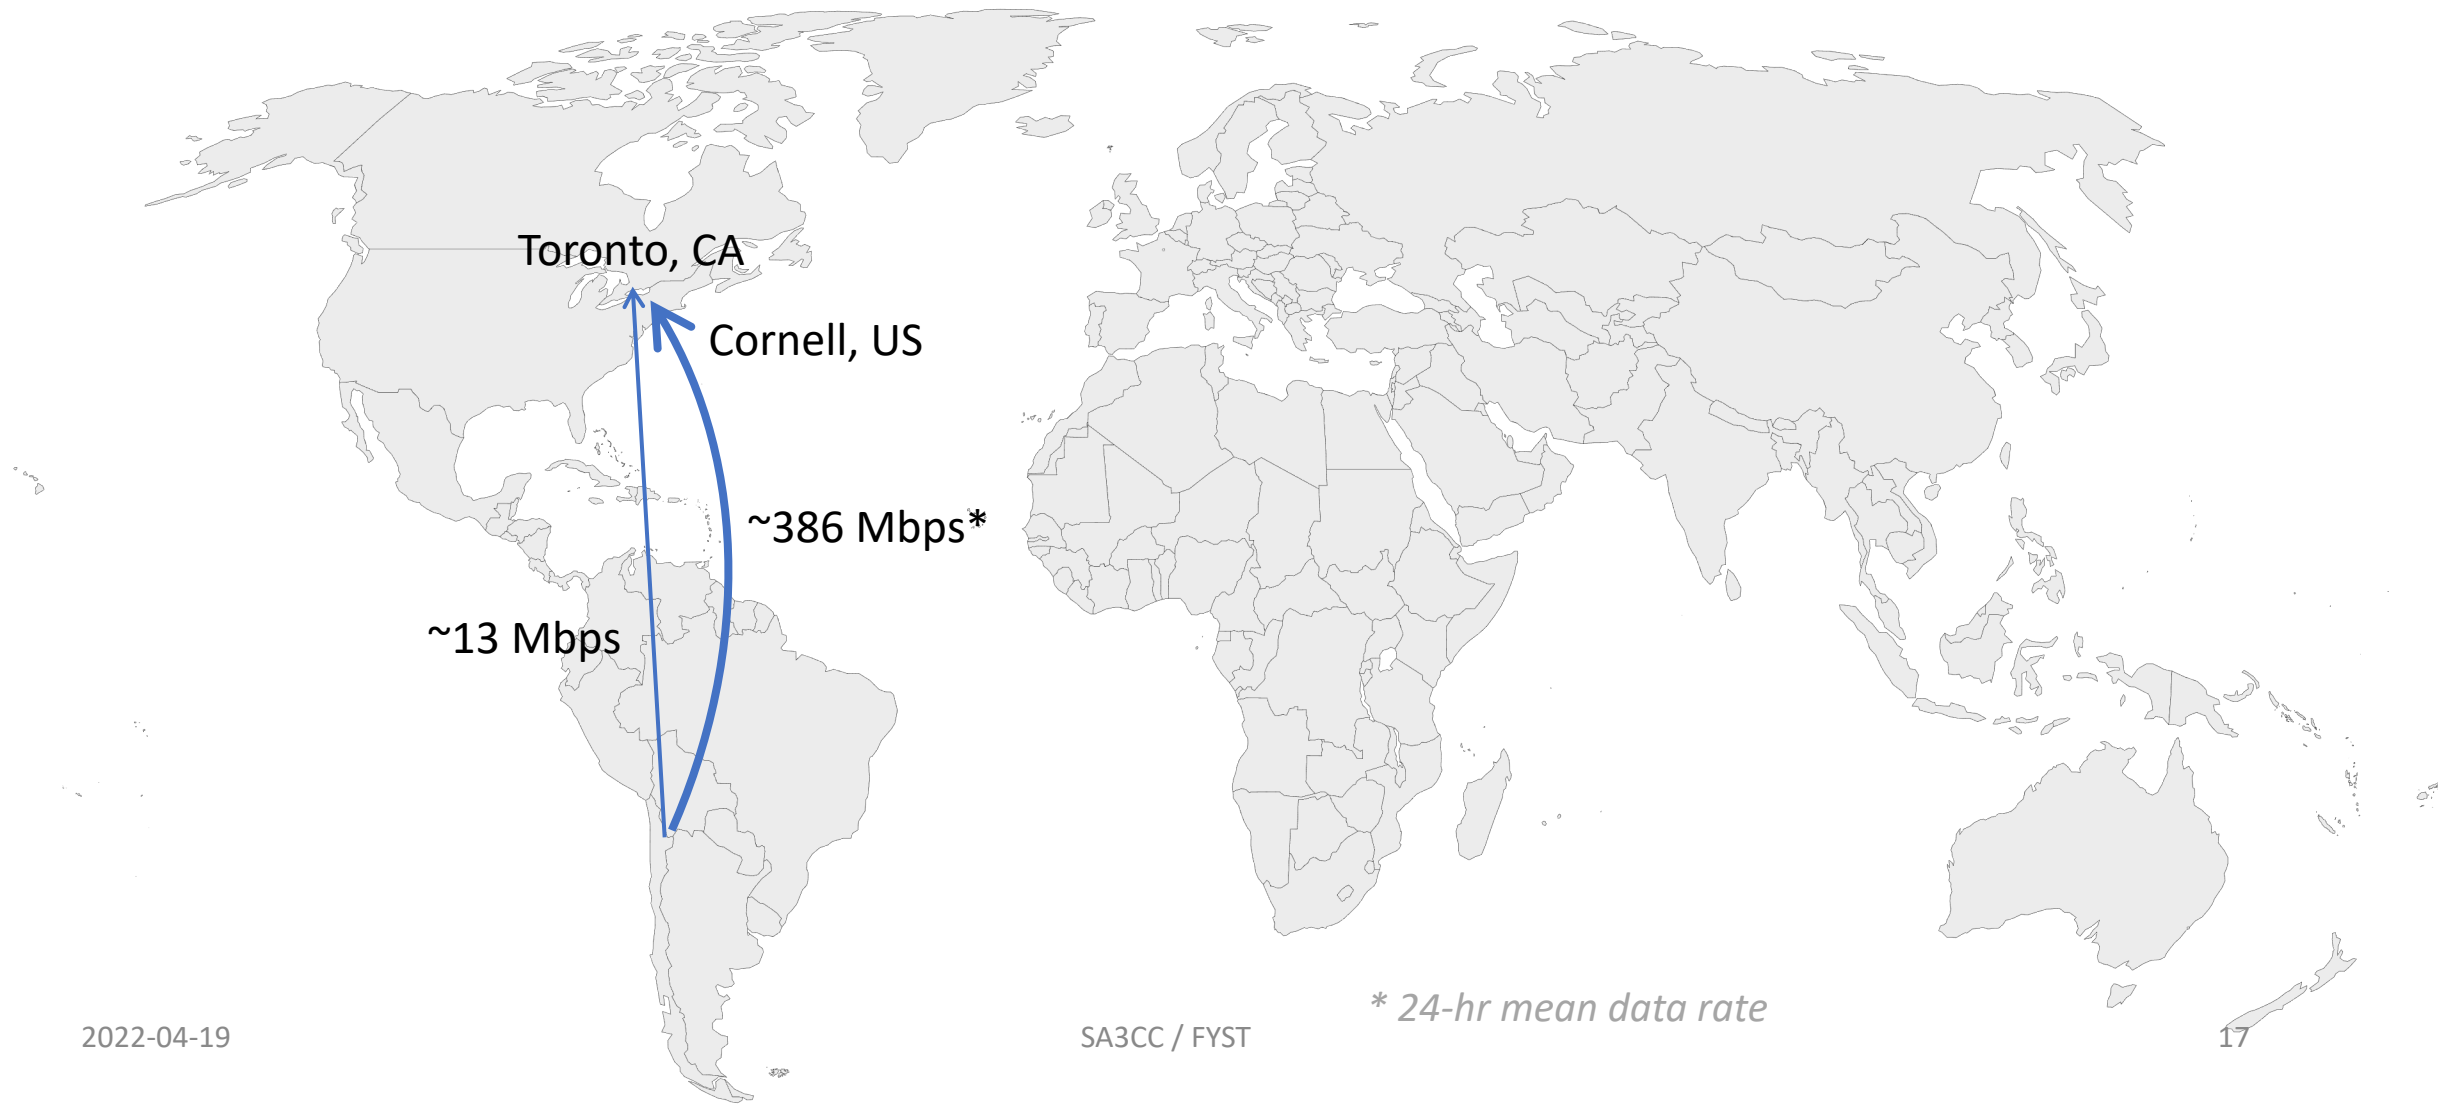 Toronto, CA
Cornell, US
~386 Mbps*
~13 Mbps
* 24-hr mean data rate
2022-04-19
SA3CC / FYST
17